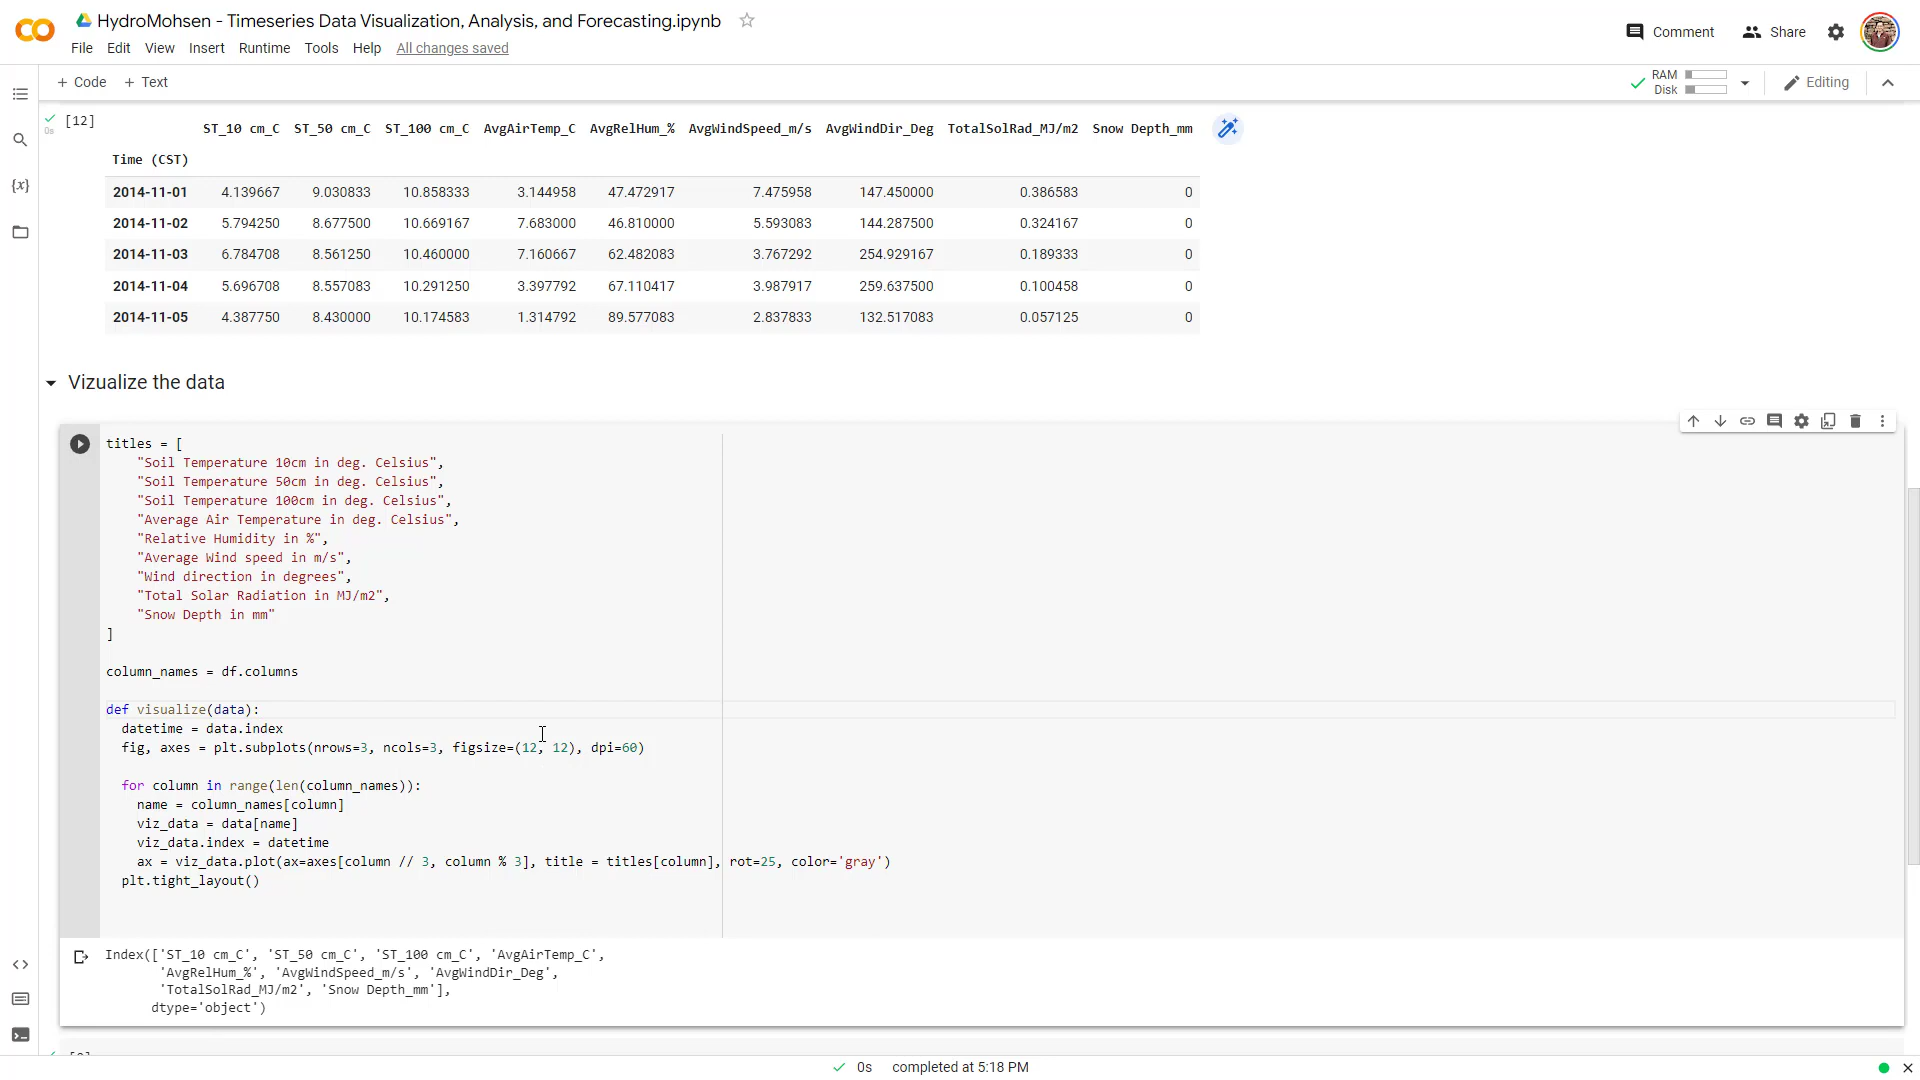 HydroMohsen - Timeseries Data Visualization, Analysis, and Forecasting.ipynb
File Edit View Insert Runtime Tools Help All changes saved
Comment Share
+ Code + Text
RAM
Disk
Editing
[12]
0s
ST_10 cm_C ST_50 cm_C ST_100 cm_C AvgAirTemp_C AvgRelHum_% AvgWindSpeed_m/s AvgWindDir_Deg TotalSolRad_MJ/m2 Snow Depth_mm
Time (CST)
2014-11-01 4.139667 9.030833 10.858333 3.144958 47.472917 7.475958 147.450000 0.386583 0
2014-11-02 5.794250 8.677500 10.669167 7.683000 46.810000 5.593083 144.287500 0.324167 0
2014-11-03 6.784708 8.561250 10.460000 7.160667 62.482083 3.767292 254.929167 0.189333 0
2014-11-04 5.696708 8.557083 10.291250 3.397792 67.110417 3.987917 259.637500 0.100458 0
2014-11-05 4.387750 8.430000 10.174583 1.314792 89.577083 2.837833 132.517083 0.057125 0
{x}
Vizualize the data
titles = [
"Soil Temperature 10cm in deg. Celsius",
"Soil Temperature 50cm in deg. Celsius",
"Soil Temperature 100cm in deg. Celsius",
"Average Air Temperature in deg. Celsius",
"Relative Humidity in %",
"Average Wind speed in m/s",
"Wind direction in degrees",
"Total Solar Radiation in MJ/m2",
"Snow Depth in mm"
]
column_names = df.columns
def visualize(data):
datetime = data.index
fig, axes = plt.subplots(nrows=3, ncols=3, figsize=(12, 12), dpi=60)
for column in range(len(column_names)):
name = column_names[column]
viz_data = data[name]
viz_data.index = datetime
ax = viz_data.plot(ax=axes[column // 3, column % 3], title = titles[column], rot=25, color='gray')
plt.tight_layout()
Index(['ST_10 cm_C', 'ST_50 cm_C', 'ST_100 cm_C', 'AvgAirTemp_C',
'AvgRelHum_%', 'AvgWindSpeed_m/s', 'AvgWindDir_Deg',
'TotalSolRad_MJ/m2', 'Snow Depth_mm'],
dtype='object')
0s completed at 5:18 PM